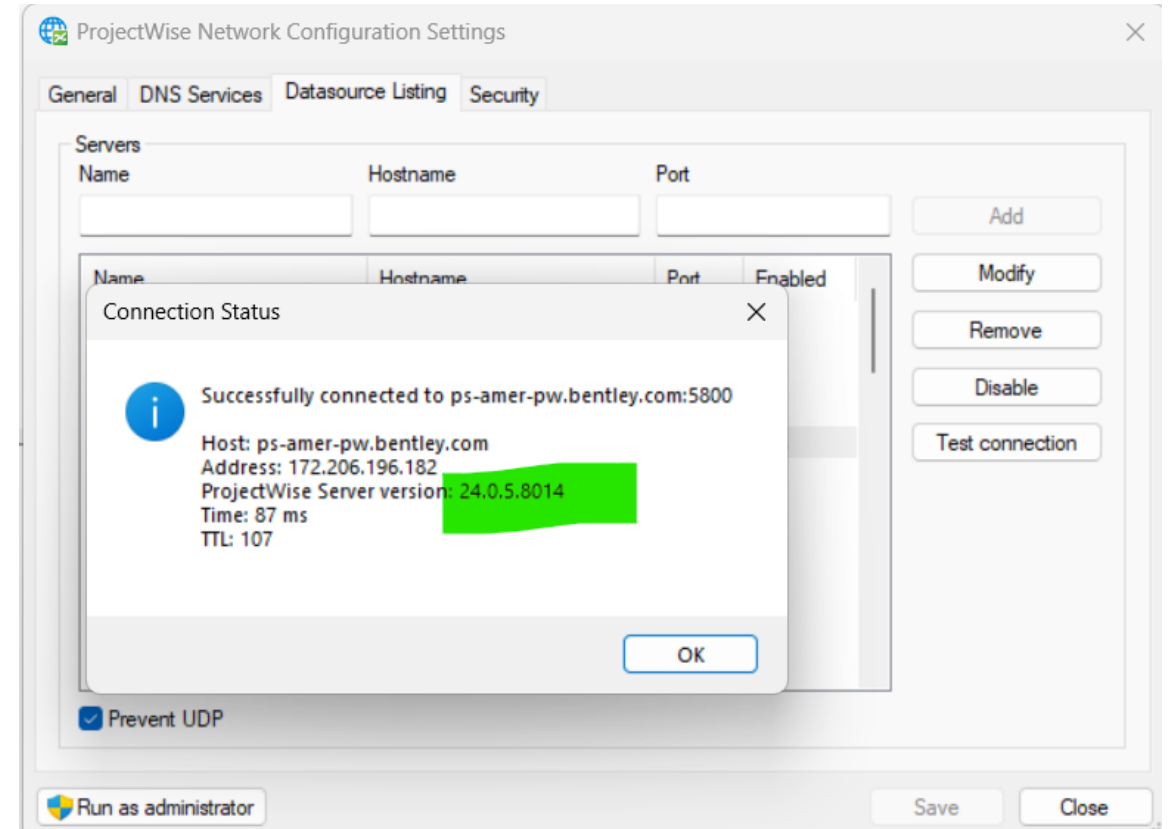 ProjectWise Network Configuration Settings
General DNS Services Datasource Listing Security
Servers
Name Hostname Port
Add
Name Hostname Port Enabled
Modify
Remove
Disable
Test connection
Connection Status
Successfully connected to ps-amer-pw.bentley.com:5800
Host: ps-amer-pw.bentley.com
Address: 172.206.196.182
ProjectWise Server version: 24.0.5.8014
Time: 87 ms
TTL: 107
OK
Prevent UDP
Run as administrator Save Close